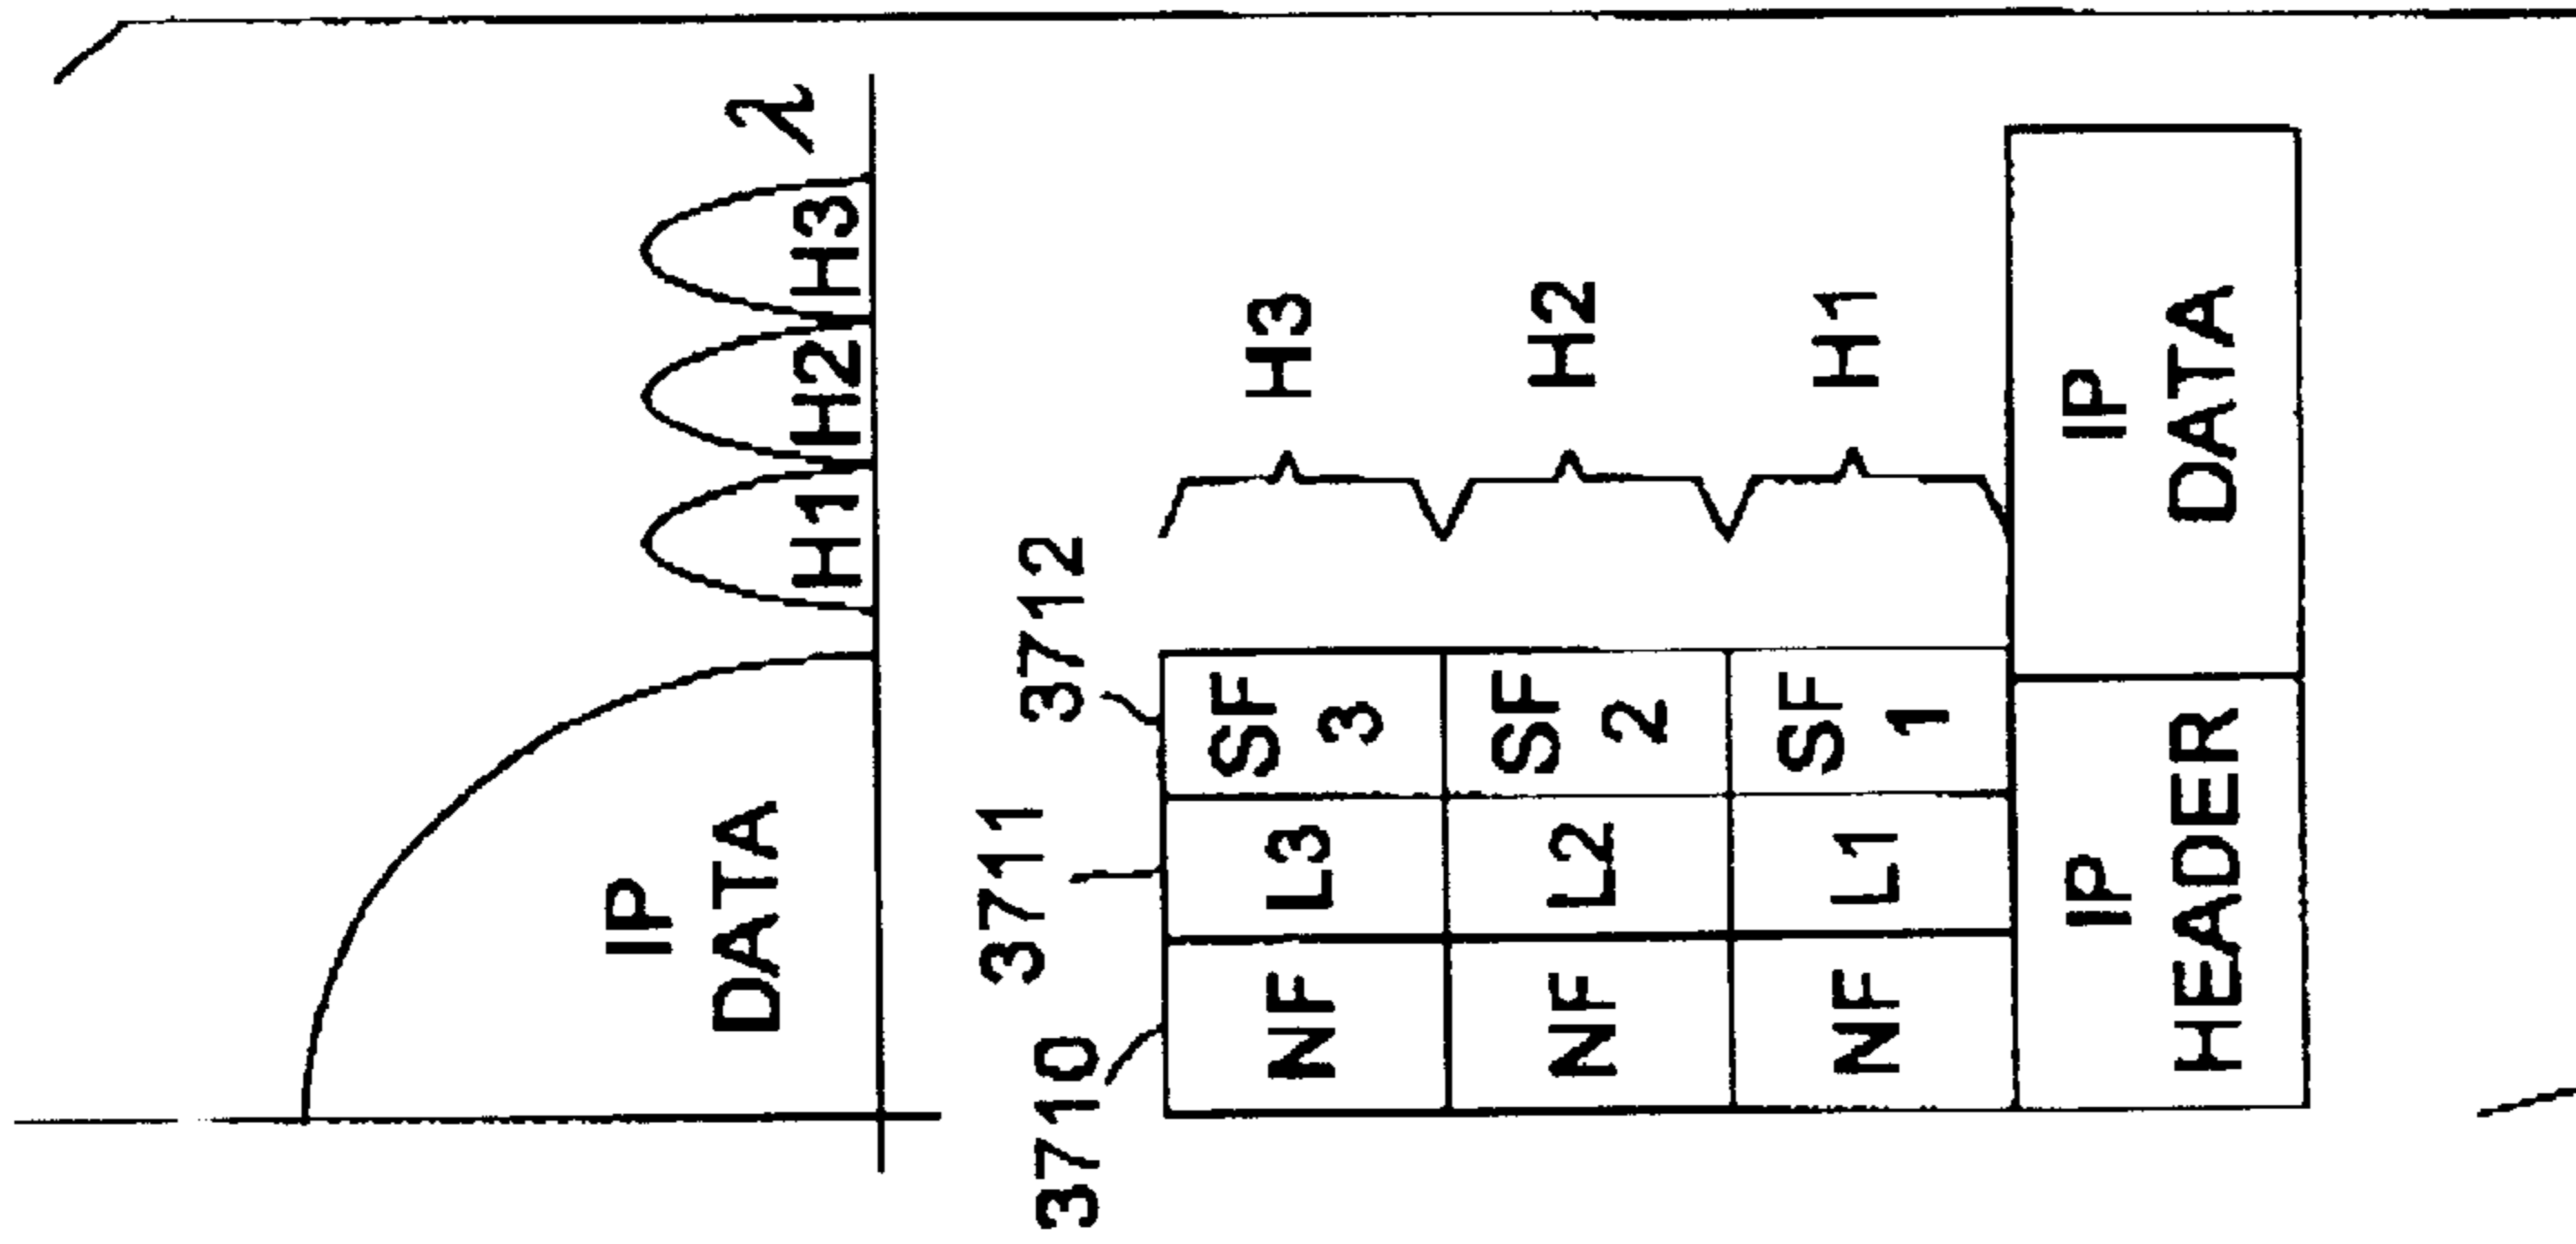 IP
DATA
H1
H2
H3
λ
3710
3711
3712
NF
L3
SF
3
H3
NF
L2
SF
2
H2
NF
L1
SF
1
H1
IP
HEADER
IP
DATA